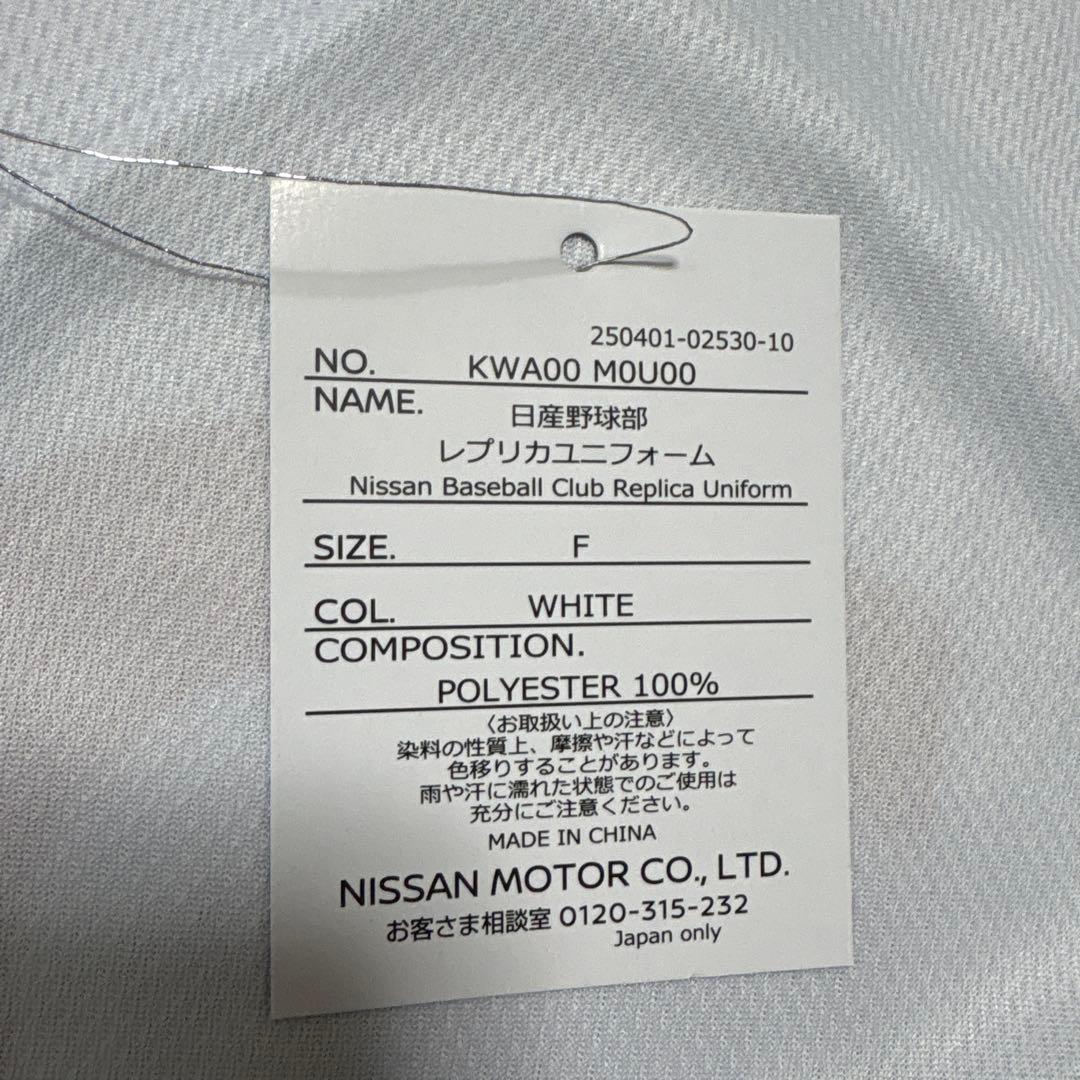 250401-02530-10
NO. KWA00 M0U00
NAME. 日産野球部
レプリカユニフォーム
Nissan Baseball Club Replica Uniform
SIZE. F
COL. WHITE
COMPOSITION.
POLYESTER 100%
〈お取扱い上の注意〉
染料の性質上、摩擦や汗などによって
色移りすることがあります。
雨や汗に濡れた状態でのご使用は
充分にご注意ください。
MADE IN CHINA
NISSAN MOTOR CO., LTD.
お客さま相談室 0120-315-232
Japan only